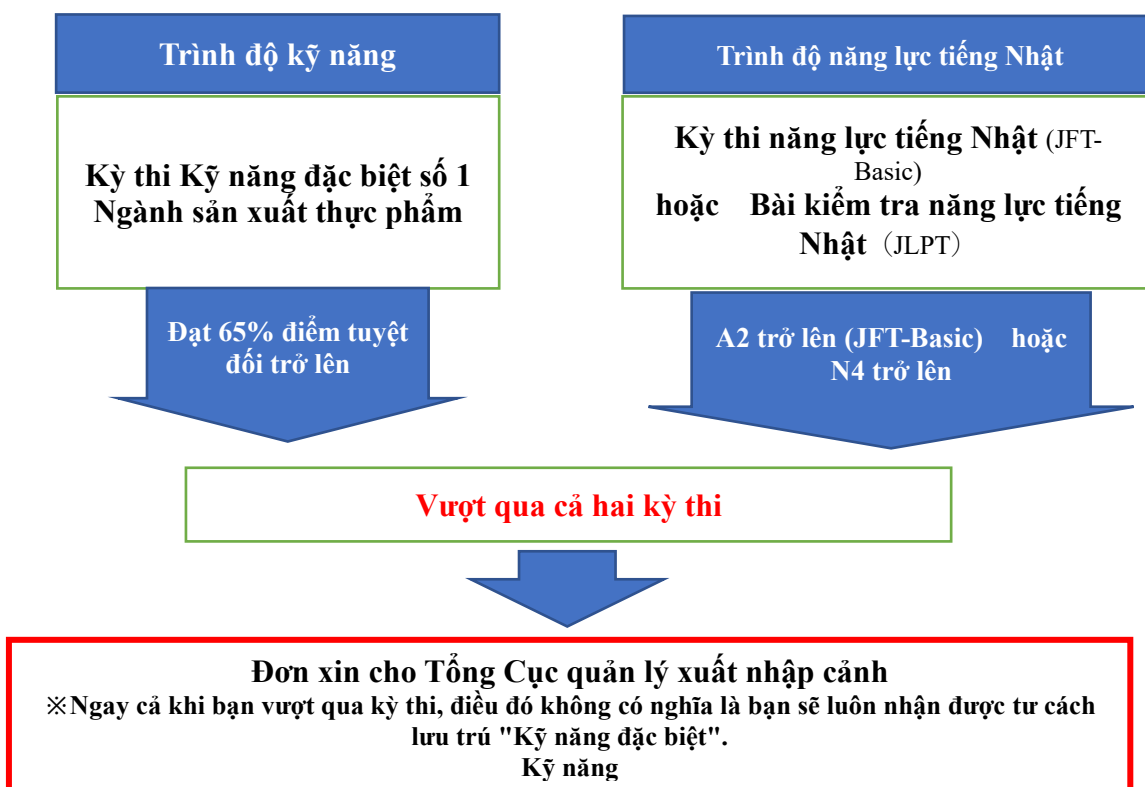 Trình độ kỹ năng
Kỳ thi Kỹ năng đặc biệt số 1
Ngành sản xuất thực phẩm
Đạt 65% điểm tuyệt
đối trở lên
Trình độ năng lực tiếng Nhật
Kỳ thi năng lực tiếng Nhật (JFT-
Basic)
hoặc Bài kiểm tra năng lực tiếng
Nhật（JLPT）
A2 trở lên (JFT-Basic) hoặc
N4 trở lên
Vượt qua cả hai kỳ thi
Đơn xin cho Tổng Cục quản lý xuất nhập cảnh
※Ngay cả khi bạn vượt qua kỳ thi, điều đó không có nghĩa là bạn sẽ luôn nhận được tư cách
lưu trú "Kỹ năng đặc biệt".
Kỹ năng